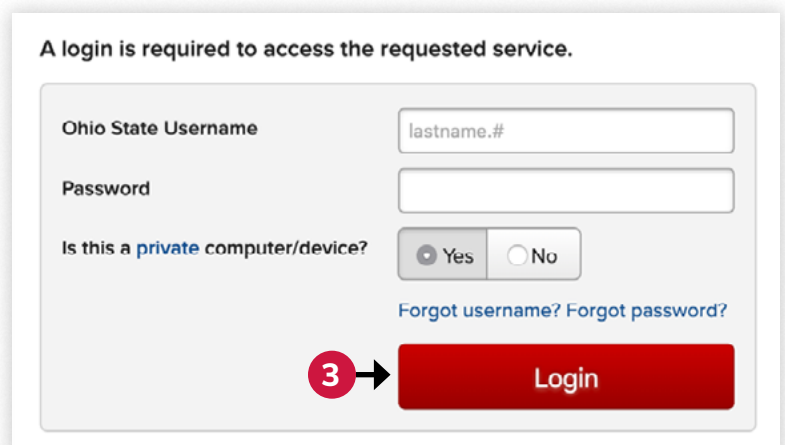 A login is required to access the requested service.
Ohio State Username
lastname.#
Password
Is this a private computer/device?
Yes
No
Forgot username? Forgot password?
3
Login